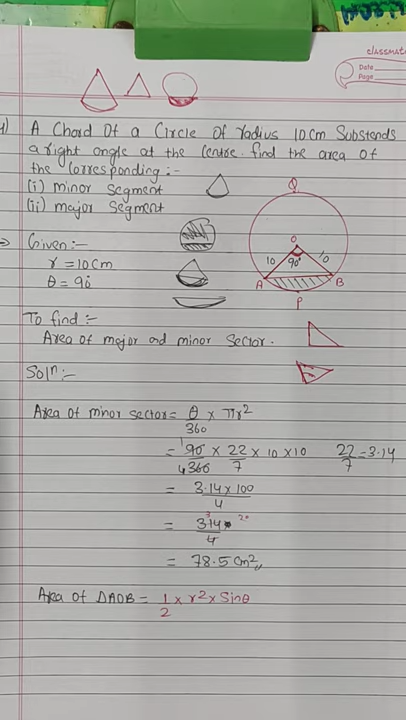 CLASSMATE
Date
Page
A Chord Of a Circle Of radius 10cm Substends
a right angle at the Centre. find the area of
the Corresponding:-
(i) minor Segment
(ii) major Segment
Q
O
10 90° 10
A B
P
Given:-
r = 10Cm
θ = 90°
To find :-
Area of major and minor Sector.
Soln:-
Area of minor sector = θ/360 × πr²
= 90/360 × 22/7 × 10 × 10 22/7 = 3.14
1
4
= 3.14 × 100/4
= 314/4
3 20
= 78.5 Cm²
Area of ΔAOB = 1/2 × r² × Sinθ